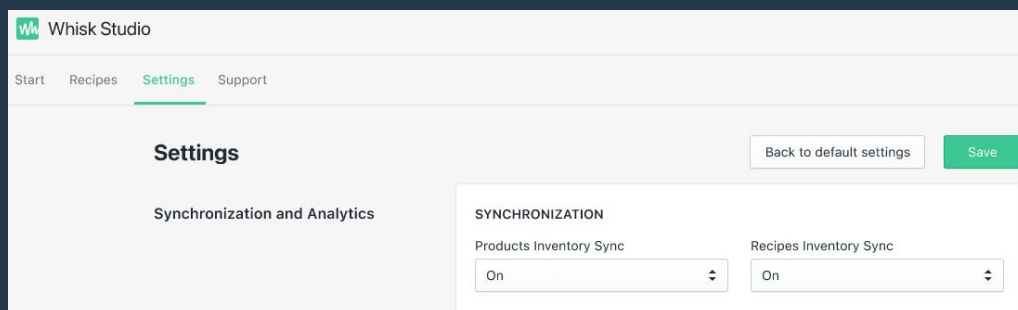 Whisk Studio
Start Recipes Settings Support
Settings
Back to default settings Save
Synchronization and Analytics
SYNCHRONIZATION
Products Inventory Sync Recipes Inventory Sync
On On